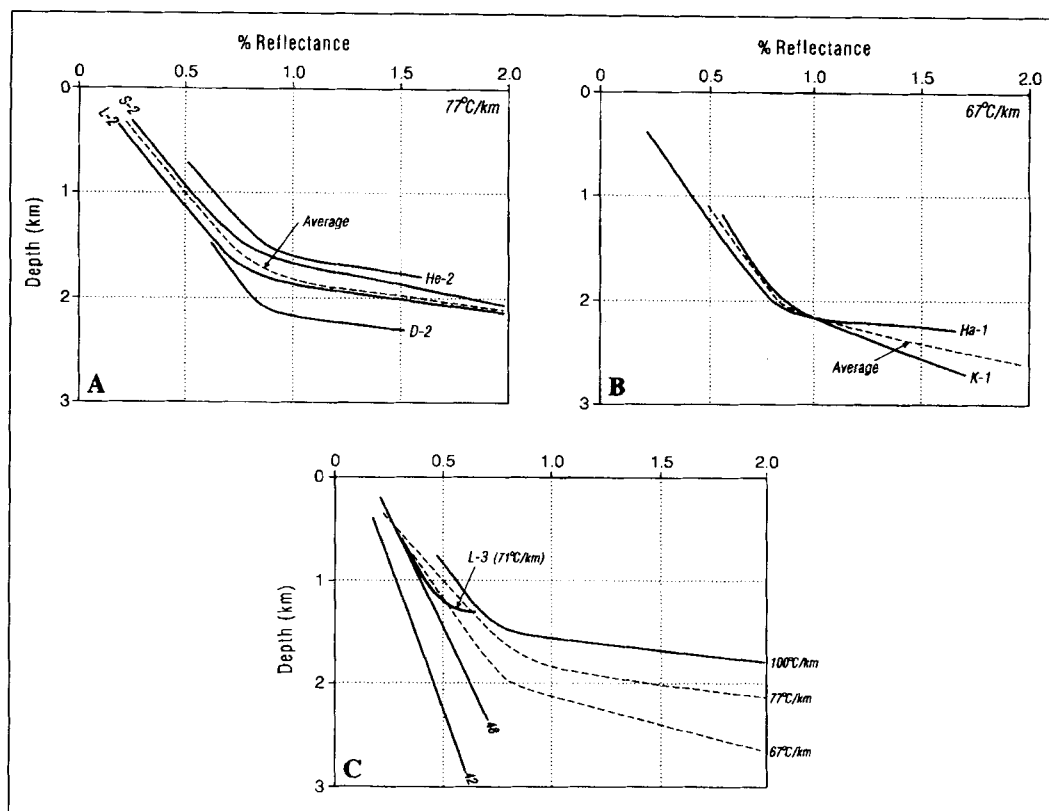 % Reflectance
0 0.5 1.0 1.5 2.0
0
1
2
3
Depth (km)
77°C/km
S-2
L-2
Average
He-2
D-2
A
% Reflectance
0.5 1.0 1.5 2.0
0
1
2
3
67°C/km
Ha-1
Average
K-1
B
0 0.5 1.0 1.5 2.0
0
1
2
3
Depth (km)
L-3 (71°C/km)
100°C/km
77°C/km
67°C/km
48
42
C